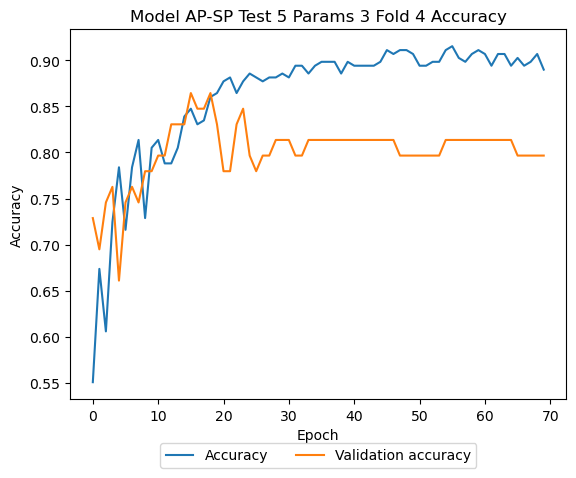 Model AP-SP Test 5 Params 3 Fold 4 Accuracy
Accuracy
0.90
0.85
0.80
0.75
0.70
0.65
0.60
0.55
0 10 20 30 40 50 60 70
Epoch
Accuracy Validation accuracy